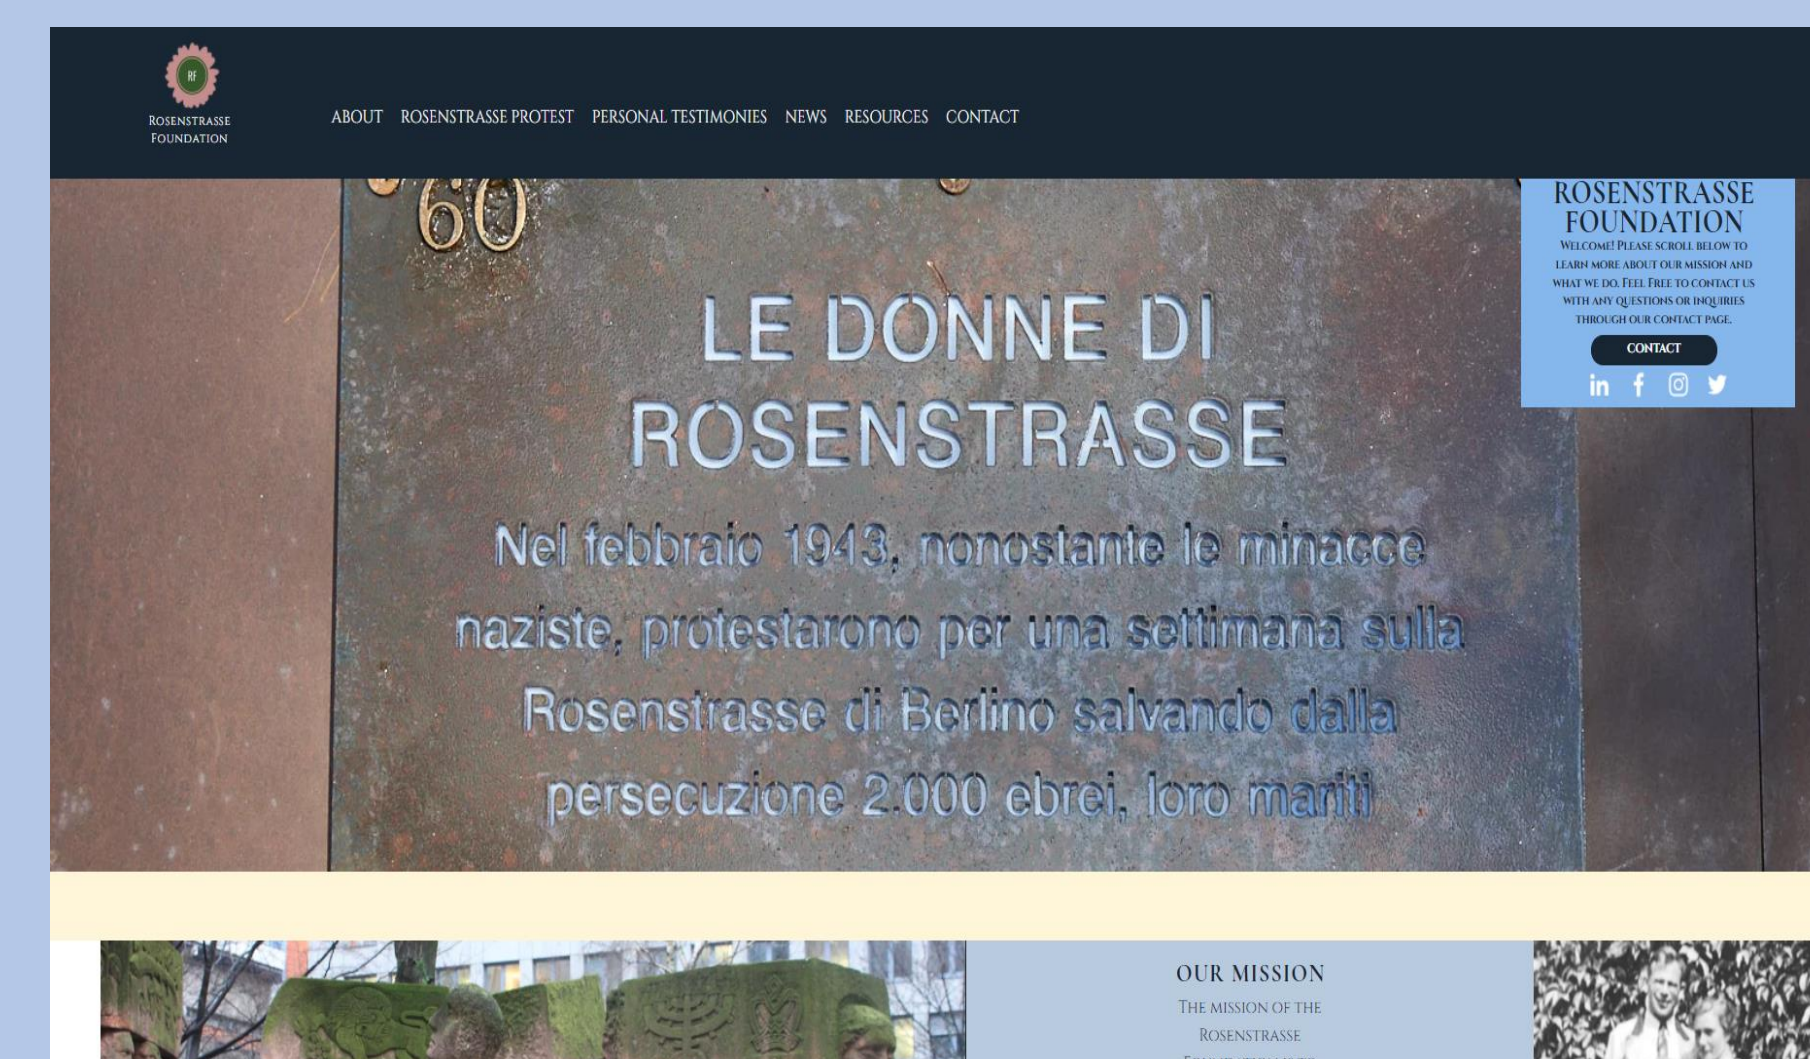 RF
ROSENSTRASSE
FOUNDATION
ABOUT ROSENSTRASSE PROTEST PERSONAL TESTIMONIES NEWS RESOURCES CONTACT
60
LE DONNE DI
ROSENSTRASSE
Nel febbraio 1943, nonostante le minacce
naziste, protestarono per una settimana sulla
Rosenstrasse di Berlino salvando dalla
persecuzione 2.000 ebrei, loro mariti
ROSENSTRASSE
FOUNDATION
WELCOME! PLEASE SCROLL BELOW TO
LEARN MORE ABOUT OUR MISSION AND
WHAT WE DO. FEEL FREE TO CONTACT US
WITH ANY QUESTIONS OR INQUIRIES
THROUGH OUR CONTACT PAGE.
CONTACT
in f
OUR MISSION
THE MISSION OF THE
ROSENSTRASSE